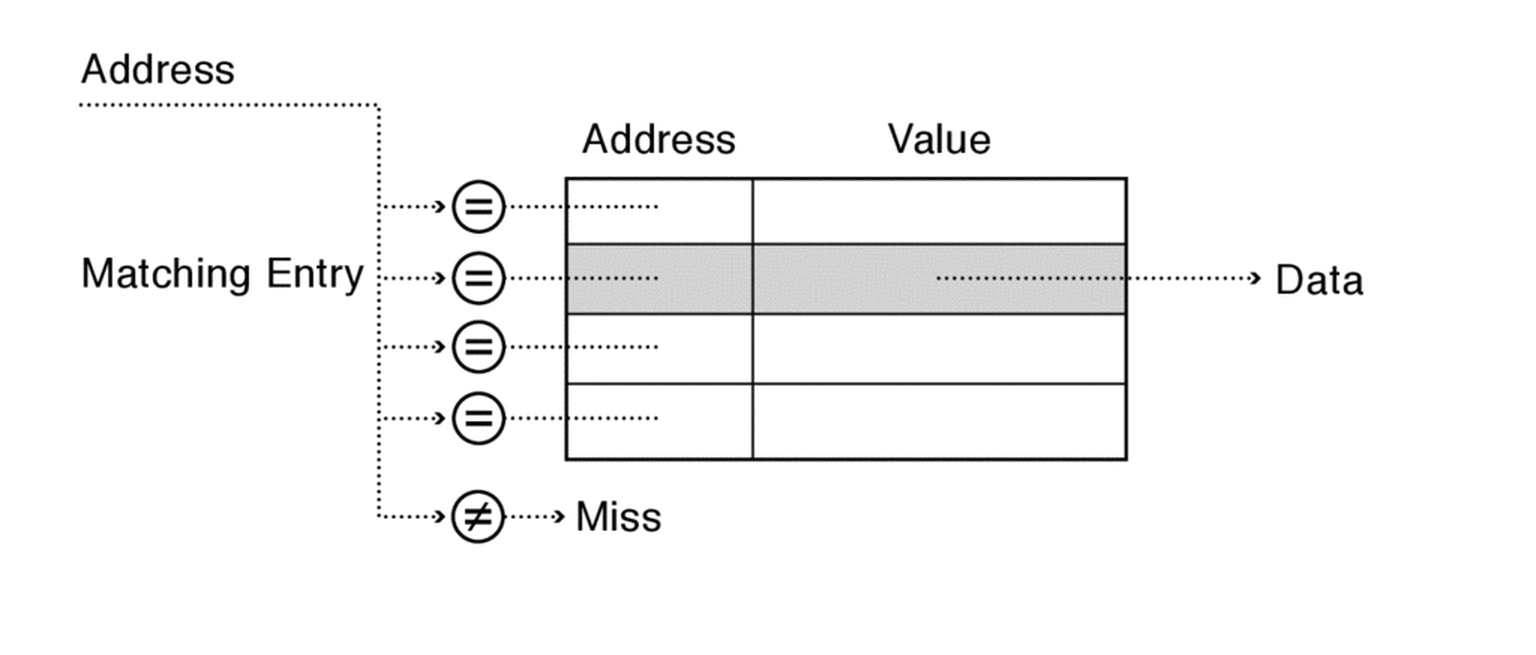 Address
Address Value
=
=
Matching Entry
Data
=
=
≠
Miss